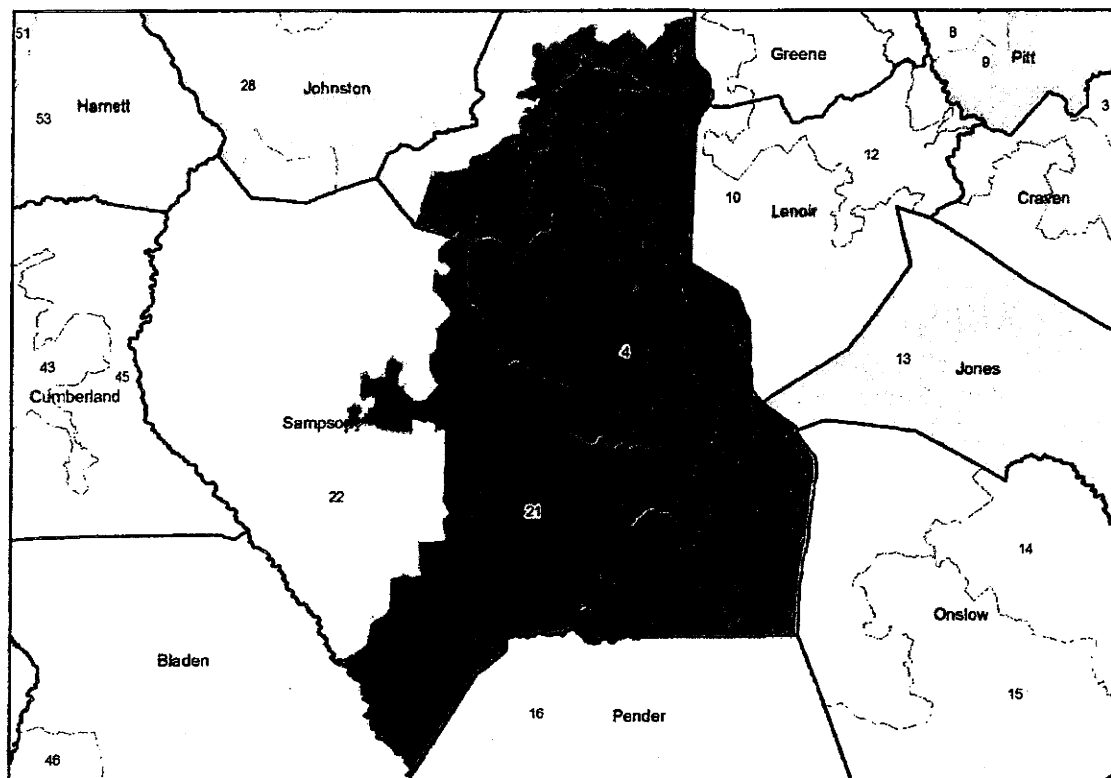 51
8
Greene
9
Pitt
28
Johnston
Harnett
3
53
12
10
Lenoir
Craven
4
43
45
13
Jones
Cumberland
Sampson
22
21
14
Onslow
Bladen
15
16
Pender
46